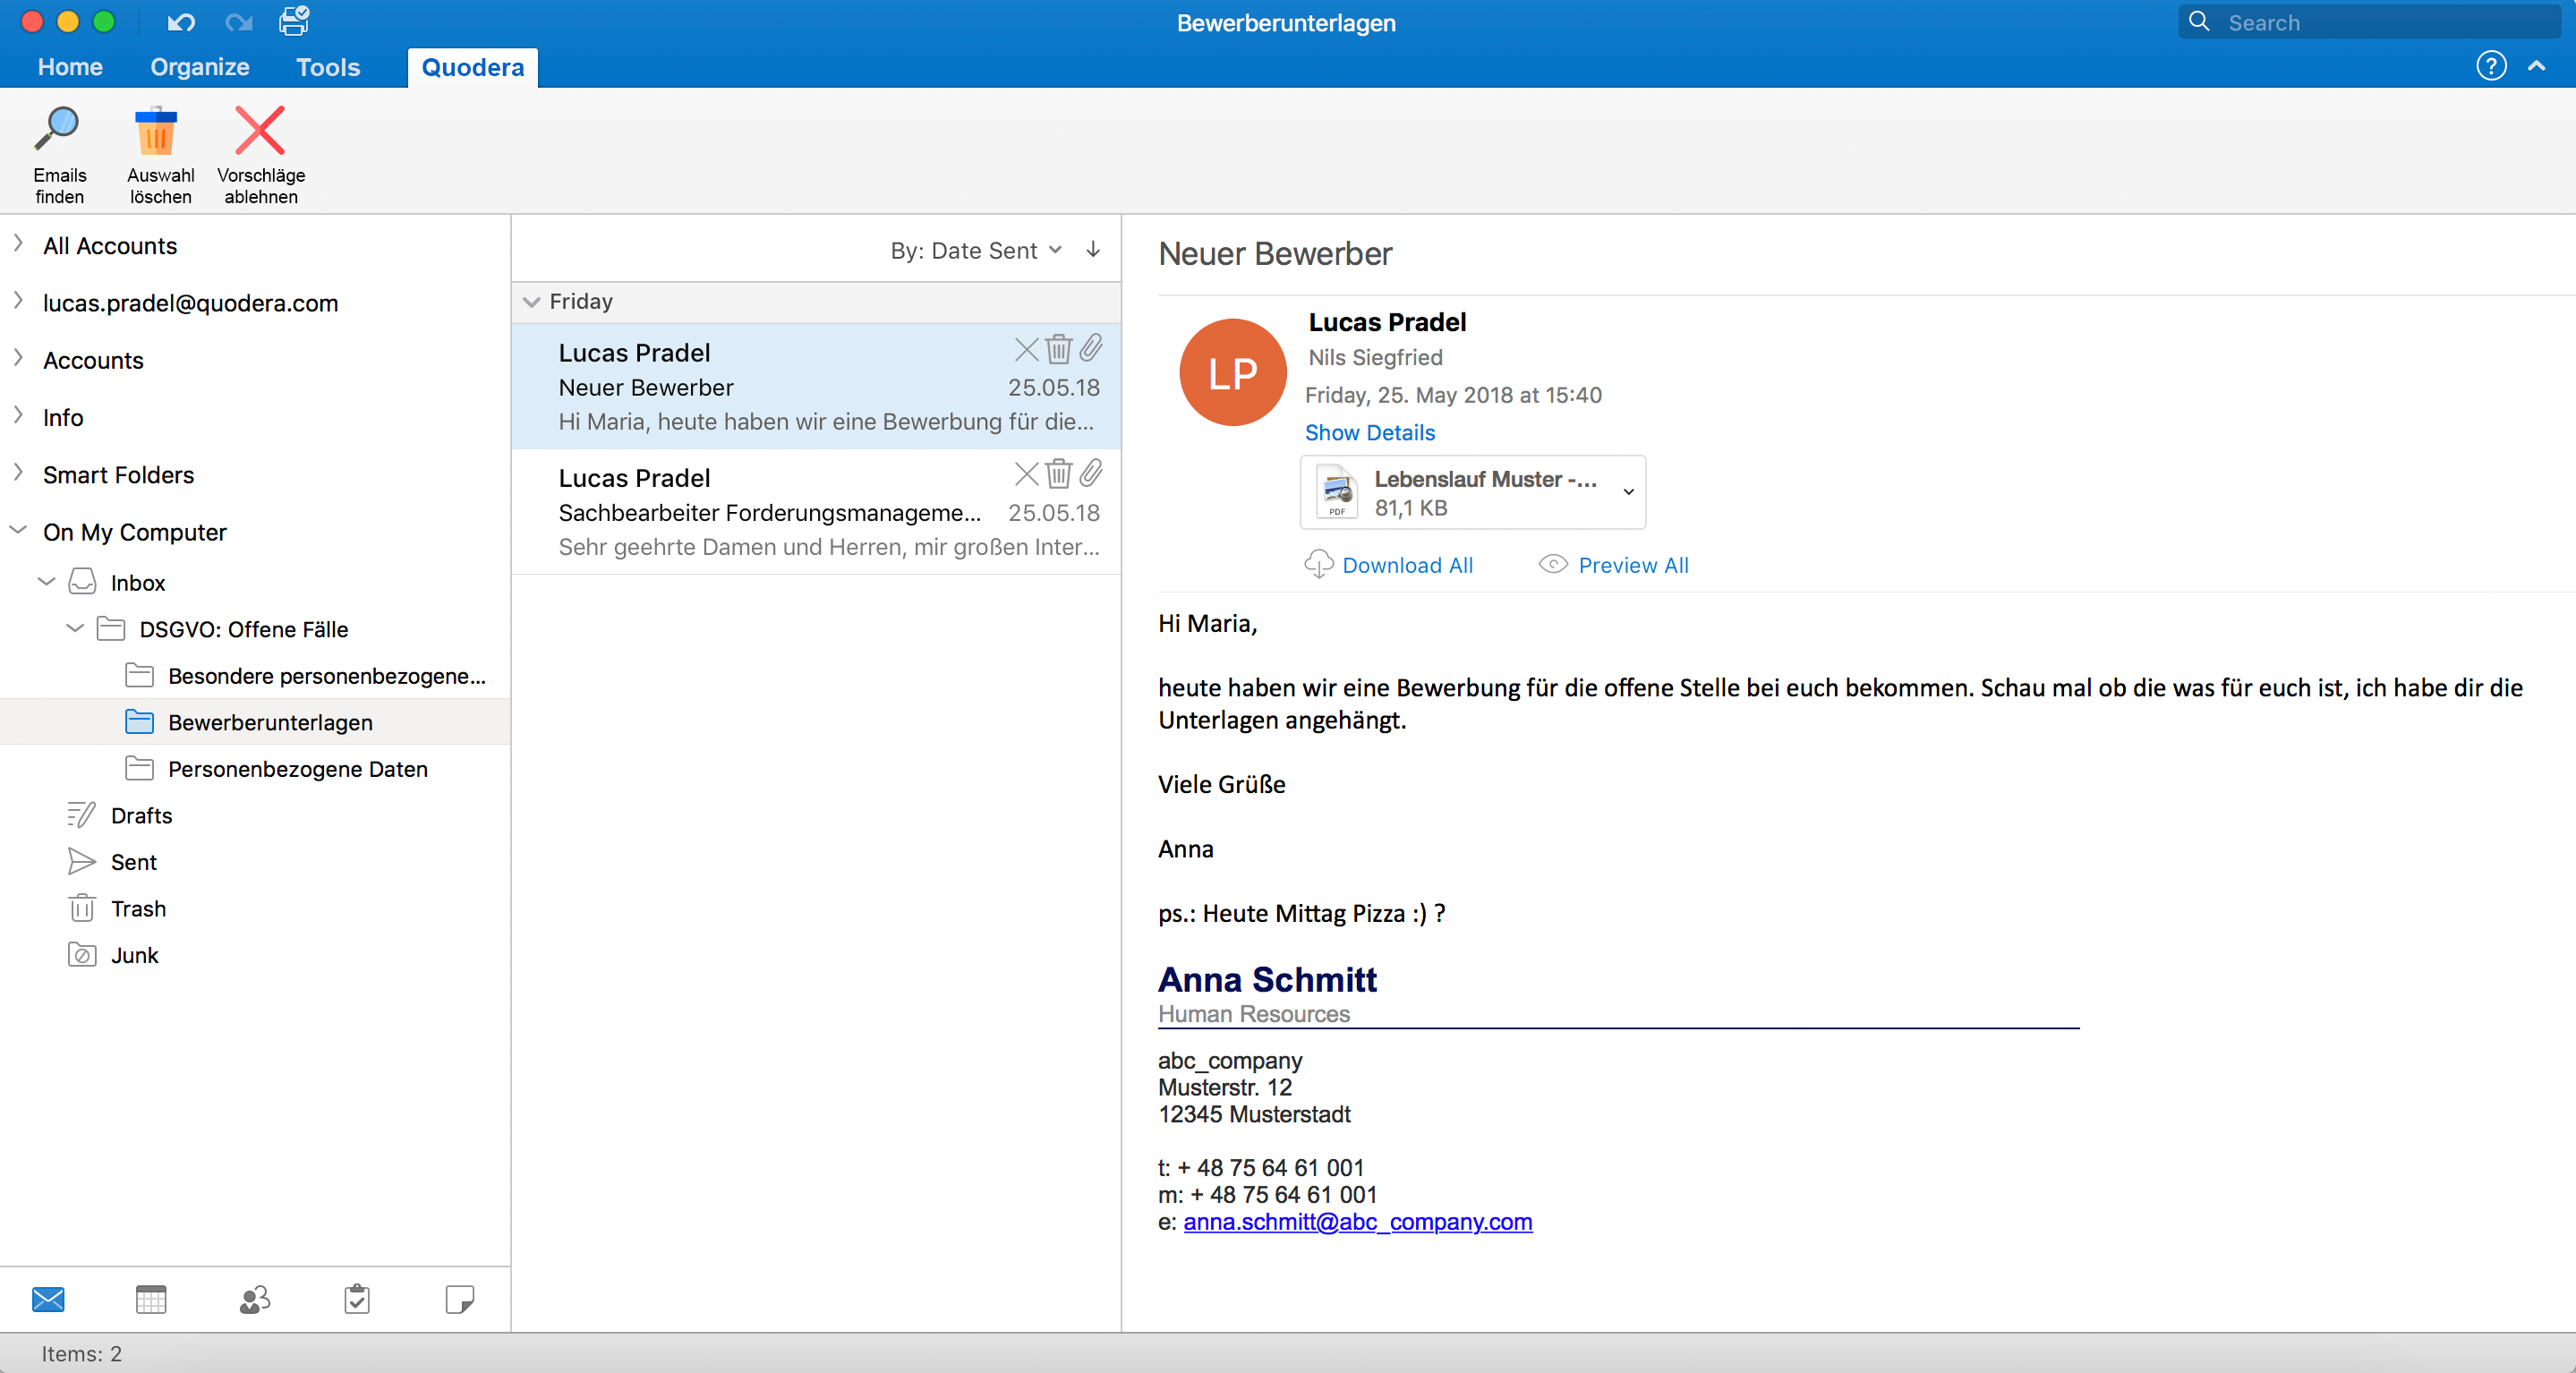 Bewerberunterlagen
Search
Home
Organize
Tools
Quodera
?
Emails
finden
Auswahl
löschen
Vorschläge
ablehnen
All Accounts
lucas.pradel@quodera.com
Accounts
Info
Smart Folders
On My Computer
Inbox
DSGVO: Offene Fälle
Besondere personenbezogene...
Bewerberunterlagen
Personenbezogene Daten
Drafts
Sent
Trash
Junk
Items: 2
By: Date Sent
Friday
Lucas Pradel
Neuer Bewerber 25.05.18
Hi Maria, heute haben wir eine Bewerbung für die...
Lucas Pradel
Sachbearbeiter Forderungsmanageme... 25.05.18
Sehr geehrte Damen und Herren, mir großen Inter...
Neuer Bewerber
LP
Lucas Pradel
Nils Siegfried
Friday, 25. May 2018 at 15:40
Show Details
PDF
Lebenslauf Muster -...
81,1 KB
Download All
Preview All
Hi Maria,
heute haben wir eine Bewerbung für die offene Stelle bei euch bekommen. Schau mal ob die was für euch ist, ich habe dir die
Unterlagen angehängt.
Viele Grüße
Anna
ps.: Heute Mittag Pizza :) ?
Anna Schmitt
Human Resources
abc_company
Musterstr. 12
12345 Musterstadt
t: + 48 75 64 61 001
m: + 48 75 64 61 001
e: anna.schmitt@abc_company.com